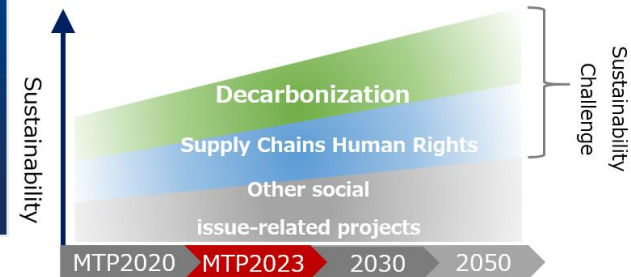 Sustainability
Decarbonization
Supply Chains Human Rights
Other social
issue-related projects
MTP2020 MTP2023 2030 2050
Sustainability
Challenge